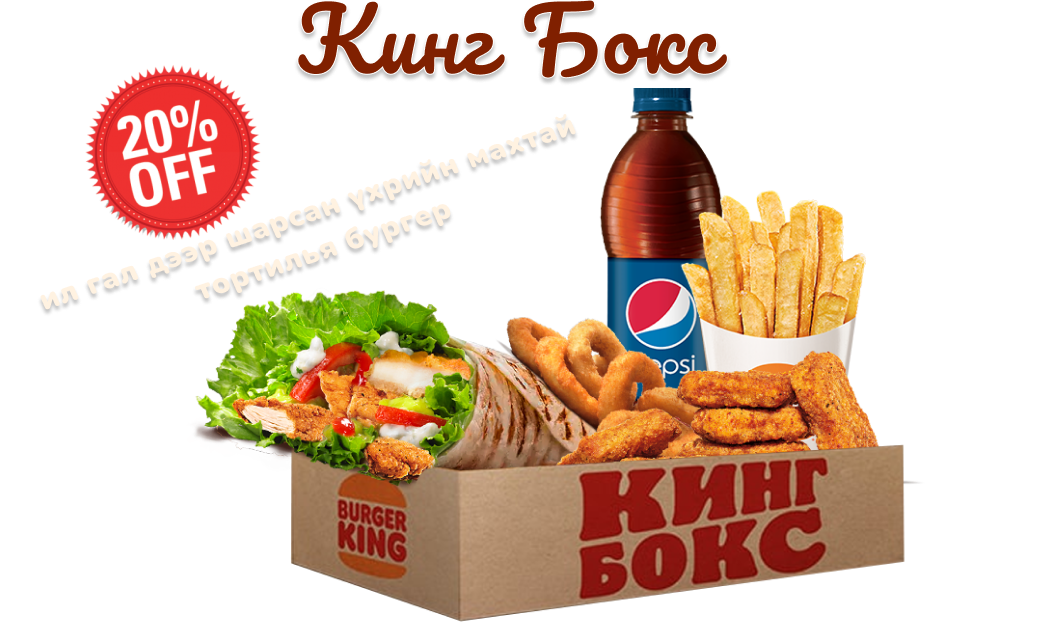 Кинг Бокс
20%
OFF
ил гал дээр шарсан үхрийн махтай
тортилья бургер
pepsi
BURGER
KING
КИНГ
БОКС